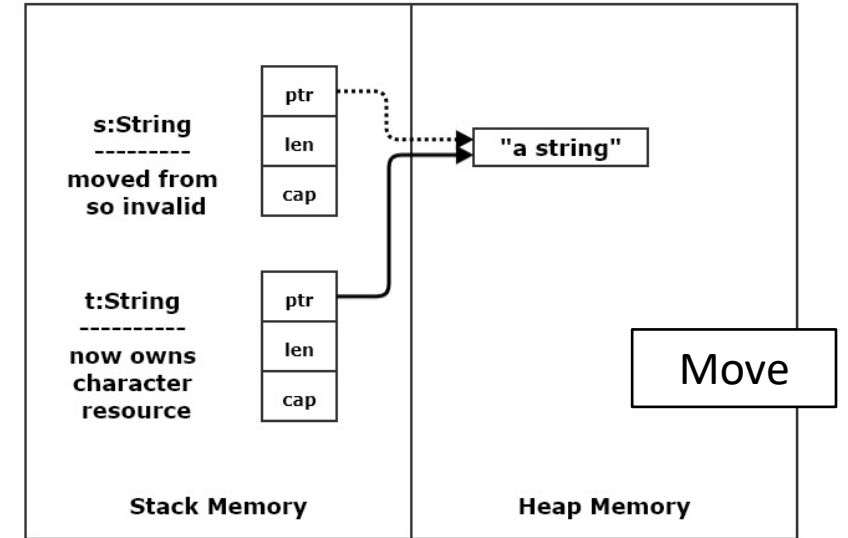 s:String
---------
moved from
so invalid
ptr
len
cap
"a string"
t:String
----------
now owns
character
resource
ptr
len
cap
Move
Stack Memory
Heap Memory